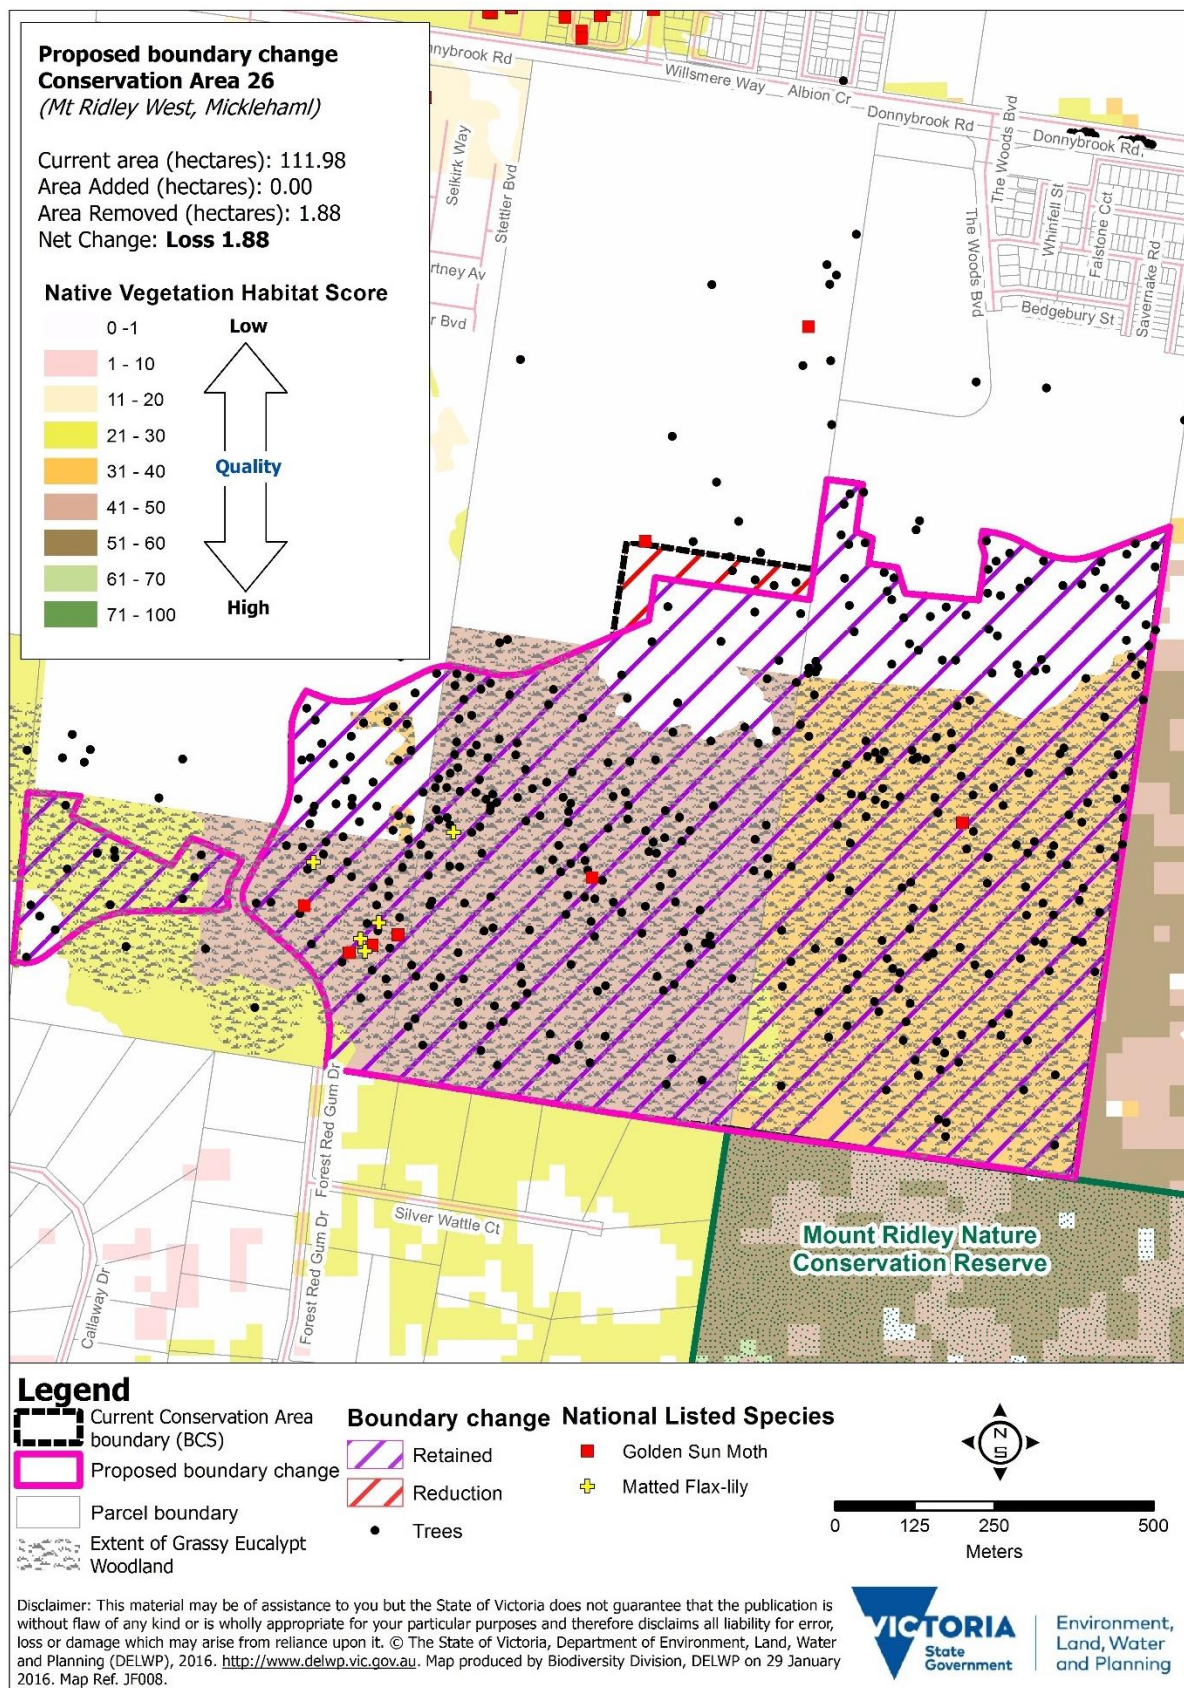 Proposed boundary change
Conservation Area 26
(Mt Ridley West, Micklehaml)
Current area (hectares): 111.98
Area Added (hectares): 0.00
Area Removed (hectares): 1.88
Net Change: Loss 1.88
Native Vegetation Habitat Score
0 -1
1 - 10
11 - 20
21 - 30
31 - 40
41 - 50
51 - 60
61 - 70
71 - 100
Low
Quality
High
nnybrook Rd
Willsmere Way
Albion Cr
Donnybrook Rd
Donnybrook Rd
Selkirk Way
Stettler Bvd
rtney Av
r Bvd
The Woods Bvd
The Woods Bvd
Whinfell St
Falstone Cct
Savernake Rd
Bedgebury St
Forest Red Gum Dr
Forest Red Gum Dr
Silver Wattle Ct
Callaway Dr
Mount Ridley Nature
Conservation Reserve
Legend
Current Conservation Area
boundary (BCS)
Proposed boundary change
Parcel boundary
Extent of Grassy Eucalypt
Woodland
Boundary change
Retained
Reduction
Trees
National Listed Species
Golden Sun Moth
Matted Flax-lily
N
S
0 125 250 500
Meters
Disclaimer: This material may be of assistance to you but the State of Victoria does not guarantee that the publication is
without flaw of any kind or is wholly appropriate for your particular purposes and therefore disclaims all liability for error,
loss or damage which may arise from reliance upon it. © The State of Victoria, Department of Environment, Land, Water
and Planning (DELWP), 2016. http://www.delwp.vic.gov.au. Map produced by Biodiversity Division, DELWP on 29 January
2016. Map Ref. JF008.
VICTORIA
State
Government
Environment,
Land, Water
and Planning